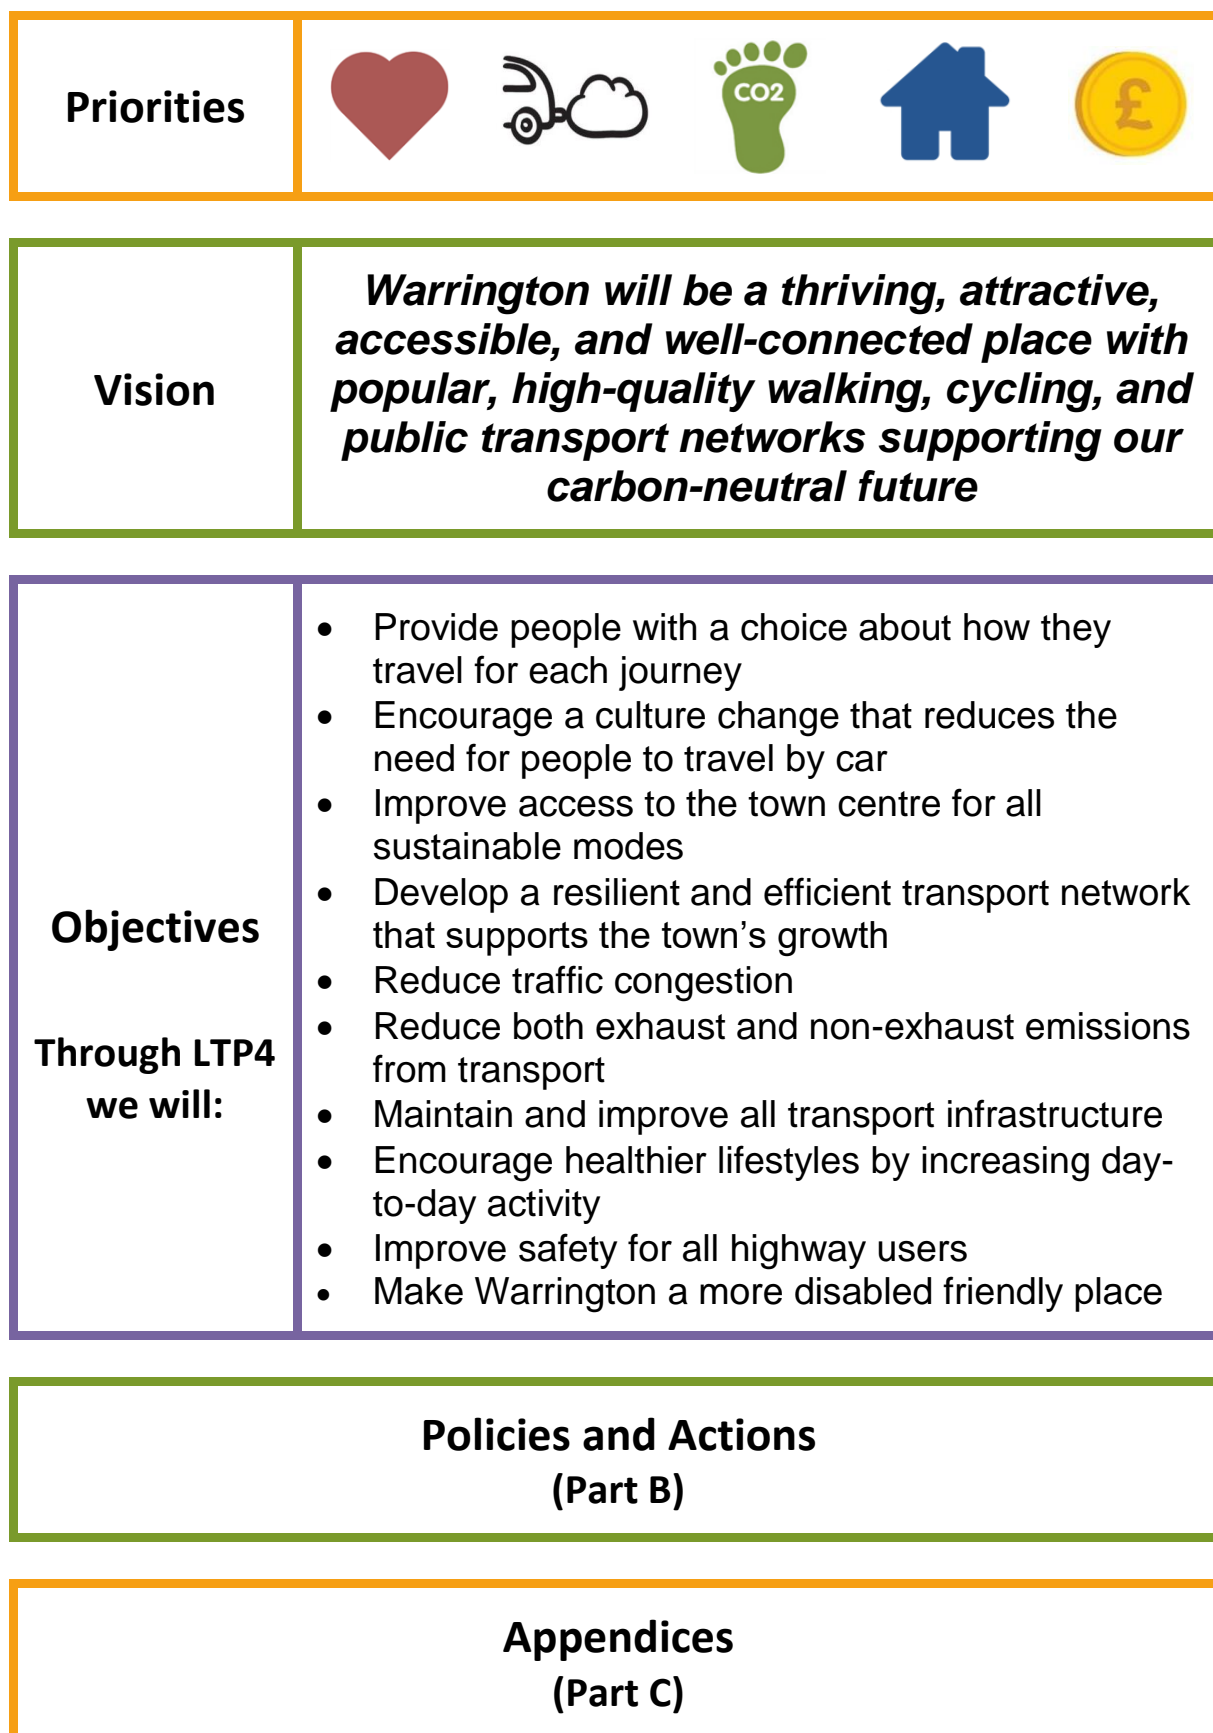 Priorities
CO2
£
Vision
Warrington will be a thriving, attractive,
accessible, and well-connected place with
popular, high-quality walking, cycling, and
public transport networks supporting our
carbon-neutral future
Objectives
Through LTP4
we will:
• Provide people with a choice about how they
travel for each journey
• Encourage a culture change that reduces the
need for people to travel by car
• Improve access to the town centre for all
sustainable modes
• Develop a resilient and efficient transport network
that supports the town’s growth
• Reduce traffic congestion
• Reduce both exhaust and non-exhaust emissions
from transport
• Maintain and improve all transport infrastructure
• Encourage healthier lifestyles by increasing day-
to-day activity
• Improve safety for all highway users
• Make Warrington a more disabled friendly place
Policies and Actions
(Part B)
Appendices
(Part C)